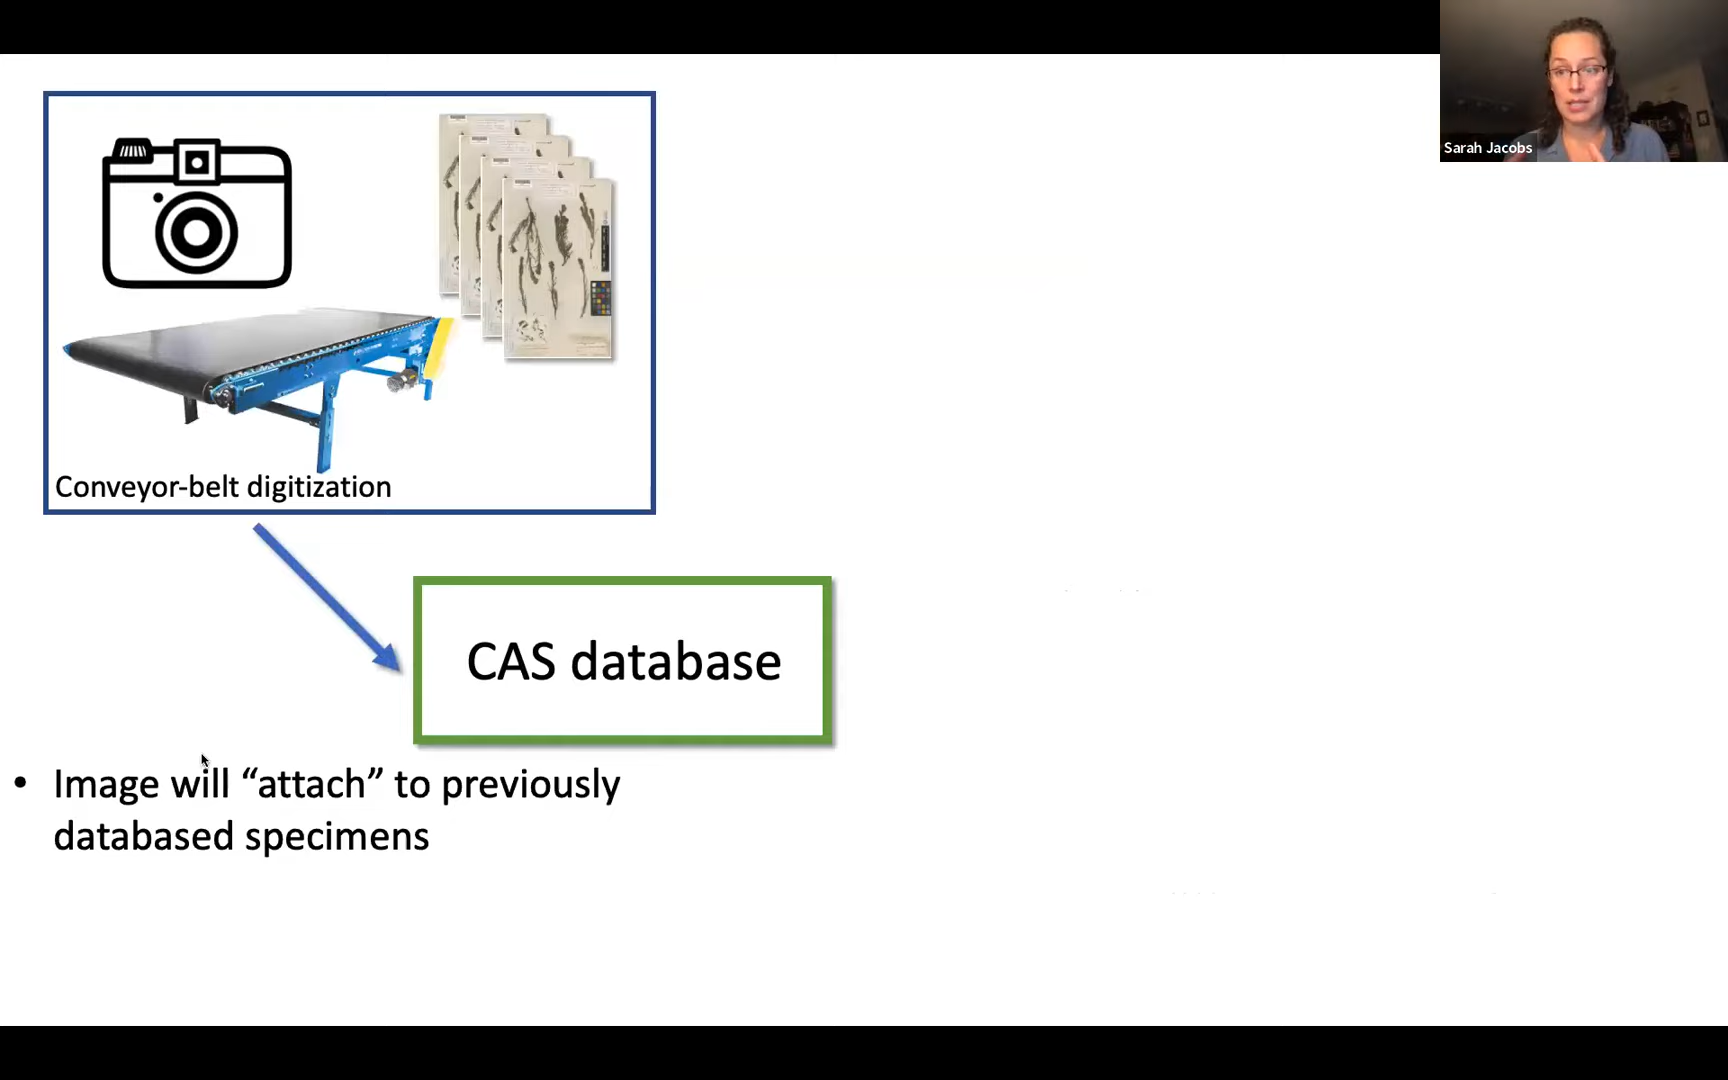 Sarah Jacobs
Conveyor-belt digitization
CAS database
• Image will “attach” to previously
databased specimens